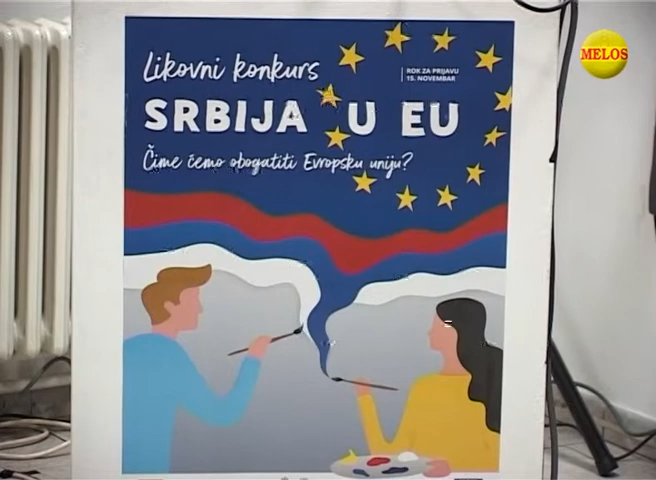 MELOS
Likovni konkurs
ROK ZA PRIJAVU
15. NOVEMBAR
SRBIJA U EU
Čime ćemo obogatiti Evropsku uniju?